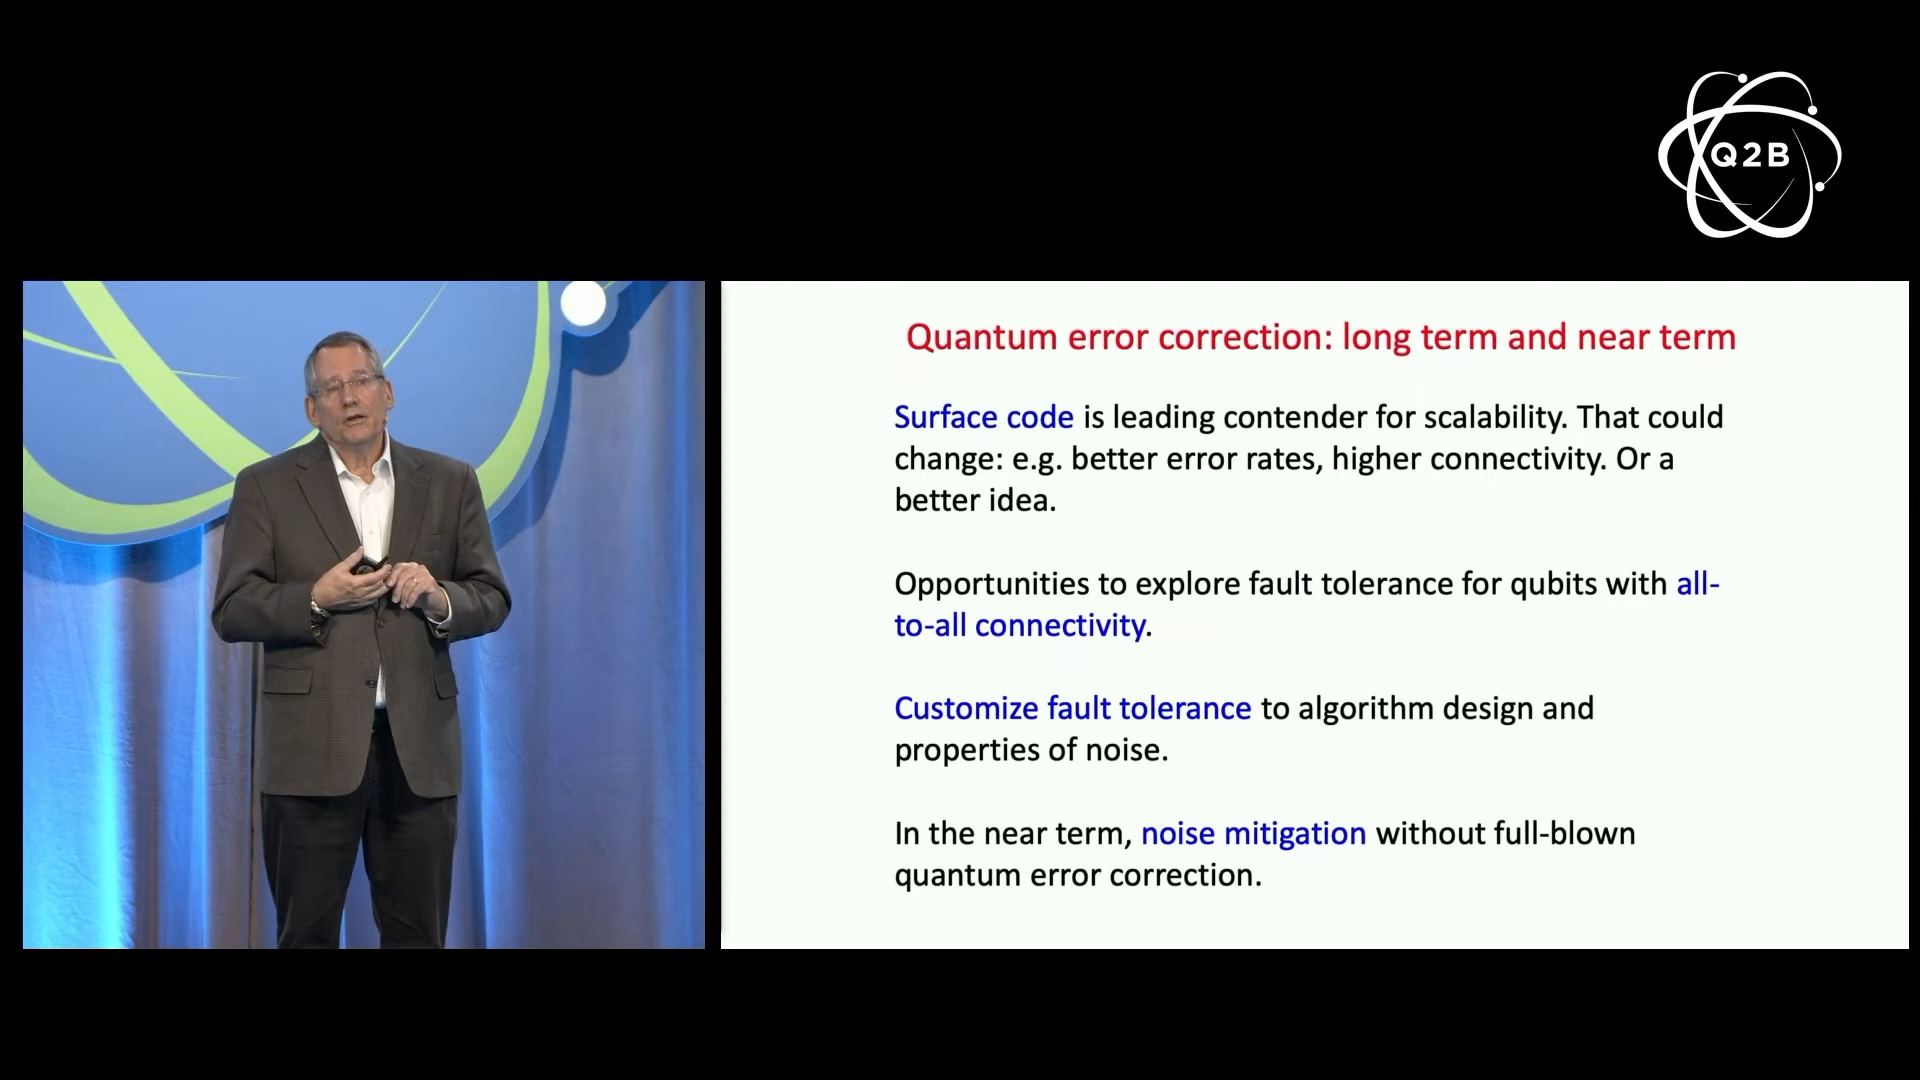 Q2B
Quantum error correction: long term and near term
Surface code is leading contender for scalability. That could
change: e.g. better error rates, higher connectivity. Or a
better idea.
Opportunities to explore fault tolerance for qubits with all-
to-all connectivity.
Customize fault tolerance to algorithm design and
properties of noise.
In the near term, noise mitigation without full-blown
quantum error correction.